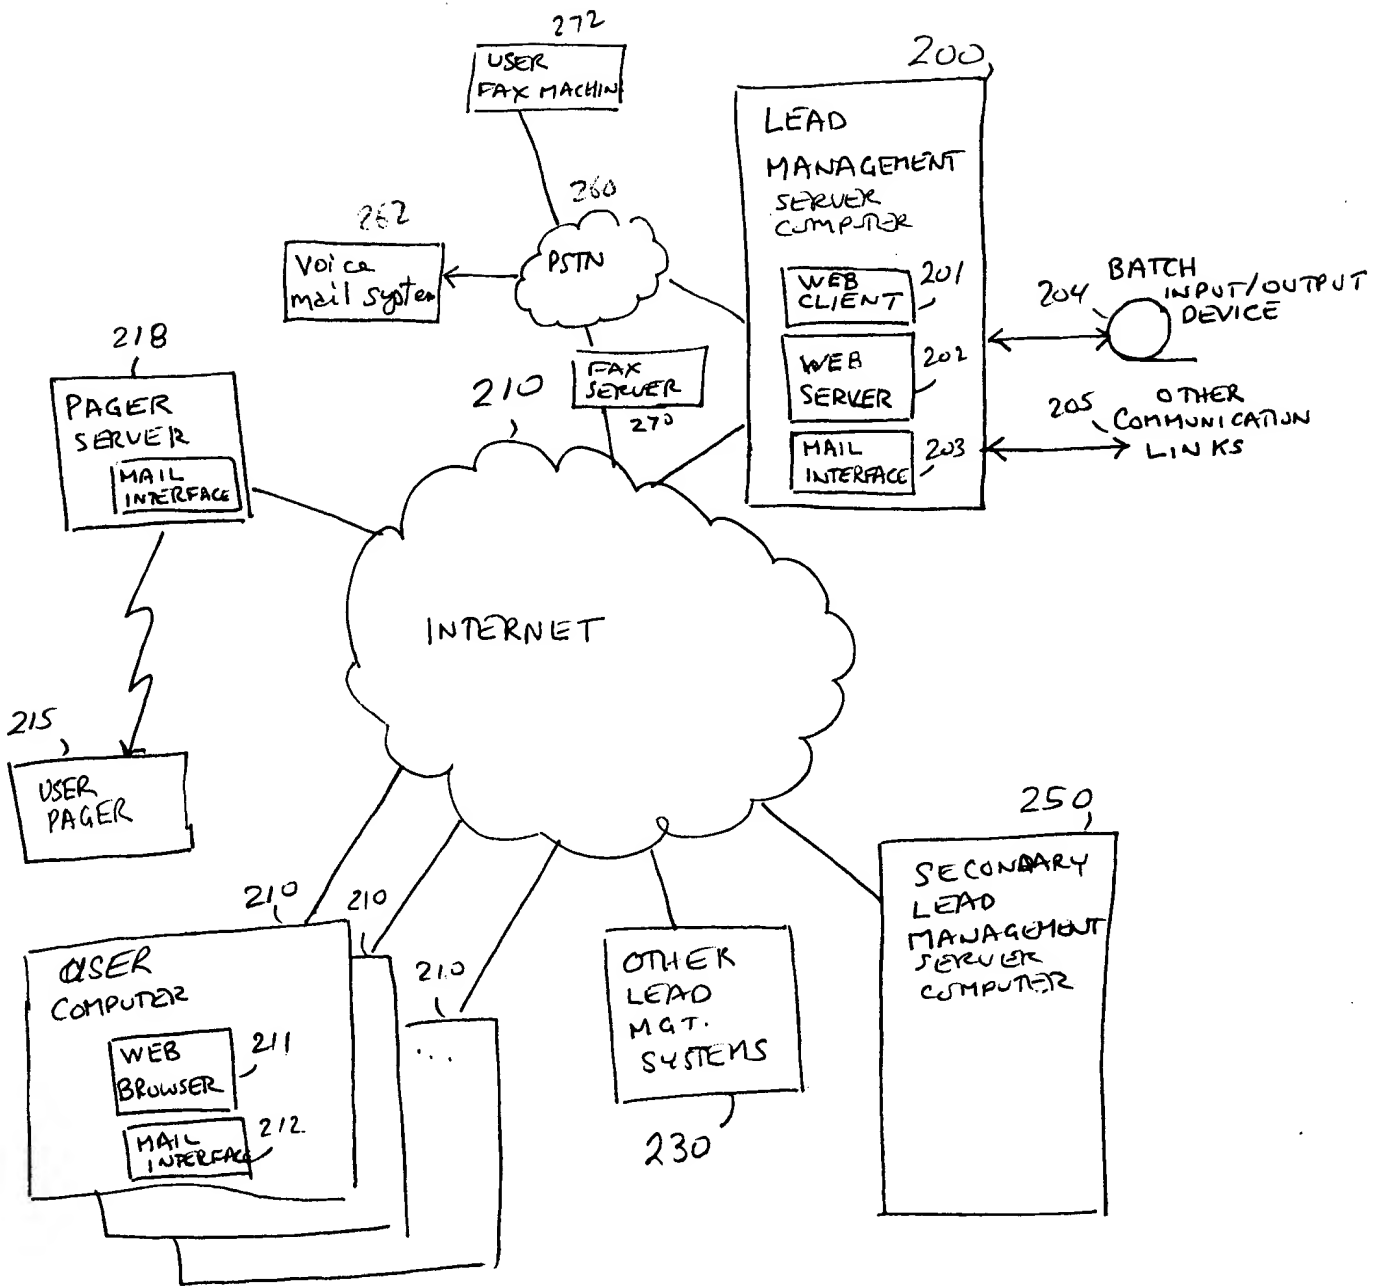 272
USER
FAX MACHIN
200
LEAD
MANAGEMENT
SERVER
COMPUTER
260
PSTN
262
Voice
mail system
WEB
CLIENT
201
WEB
SERVER
202
MAIL
INTERFACE
203
204
BATCH
INPUT/OUTPUT
DEVICE
205
OTHER
COMMUNICATION
LINKS
FAX
SERVER
270
210
218
PAGER
SERVER
MAIL
INTERFACE
INTERNET
215
USER
PAGER
250
SECONDARY
LEAD
MANAGEMENT
SERVER
COMPUTER
210
210
210
USER
COMPUTER
...
WEB
BROWSER
211
MAIL
INTERFACE
212.
OTHER
LEAD
MGT.
SYSTEMS
230